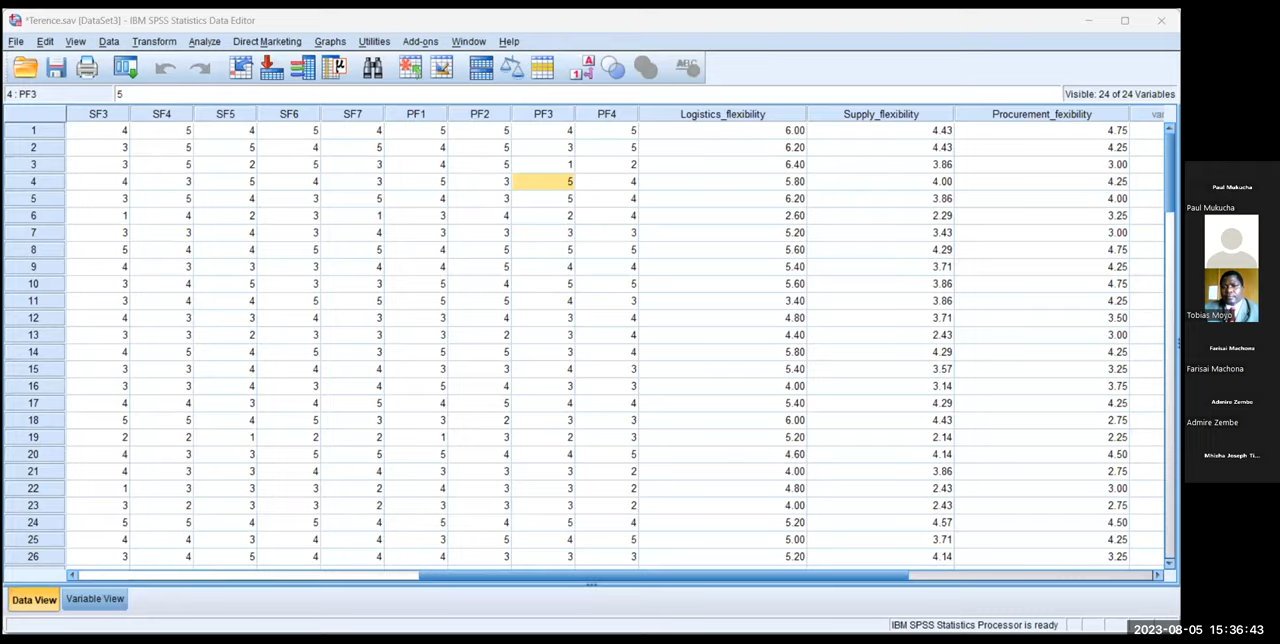 *Terence.sav [DataSet3] - IBM SPSS Statistics Data Editor
File Edit View Data Transform Analyze Direct Marketing Graphs Utilities Add-ons Window Help
4 : PF3 5 Visible: 24 of 24 Variables
SF3 SF4 SF5 SF6 SF7 PF1 PF2 PF3 PF4 Logistics_flexibility Supply_flexibility Procurement_fexibility var
1 4 5 4 5 4 5 5 4 5 6.00 4.43 4.75
2 3 5 5 4 5 4 5 3 5 6.20 4.43 4.25
3 3 5 2 5 3 4 5 1 2 6.40 3.86 3.00
4 4 3 5 4 3 5 3 5 4 5.80 4.00 4.25
5 3 5 4 3 5 4 3 5 4 6.20 3.86 4.00
6 1 4 2 3 1 3 4 2 4 2.60 2.29 3.25
7 3 3 4 3 4 3 3 3 3 5.20 3.43 3.00
8 5 4 4 5 5 4 5 5 5 5.60 4.29 4.75
9 4 3 3 3 4 4 5 4 4 5.40 3.71 4.25
10 3 4 5 3 3 5 4 5 5 5.60 3.86 4.75
11 3 4 4 5 5 5 5 4 3 3.40 3.86 4.25
12 4 3 3 4 5 3 4 3 4 4.80 3.71 3.50
13 3 3 2 3 3 3 2 3 4 4.40 2.43 3.00
14 4 5 4 5 3 5 5 3 4 5.80 4.29 4.25
15 3 4 4 3 4 3 3 3 4 5.40 3.57 3.25
16 3 3 4 3 4 5 4 3 3 4.00 3.14 3.75
17 4 4 3 4 5 4 5 4 4 5.40 4.29 4.25
18 5 5 4 5 3 3 2 3 3 6.00 4.43 2.75
19 2 2 1 2 2 1 3 2 3 5.20 2.14 2.25
20 4 3 3 5 5 5 4 4 5 4.60 4.14 4.50
21 4 3 3 4 4 3 3 3 2 4.00 3.86 2.75
22 1 3 3 3 2 4 3 3 2 4.80 2.43 3.00
23 3 2 3 3 2 3 3 3 2 4.00 2.43 2.75
24 5 5 4 5 4 5 4 5 4 5.20 4.57 4.50
25 4 4 3 4 4 3 5 4 5 5.00 3.71 4.25
26 3 4 5 4 4 4 3 3 3 5.20 4.14 3.25
Data View Variable View
IBM SPSS Statistics Processor is ready
Paul Mukucha
Paul Mukucha
Tobias Moyo
Farisai Machona
Farisai Machona
Admire Zembe
Admire Zembe
Mhizha Joseph Ti...
2023-08-05 15:36:43